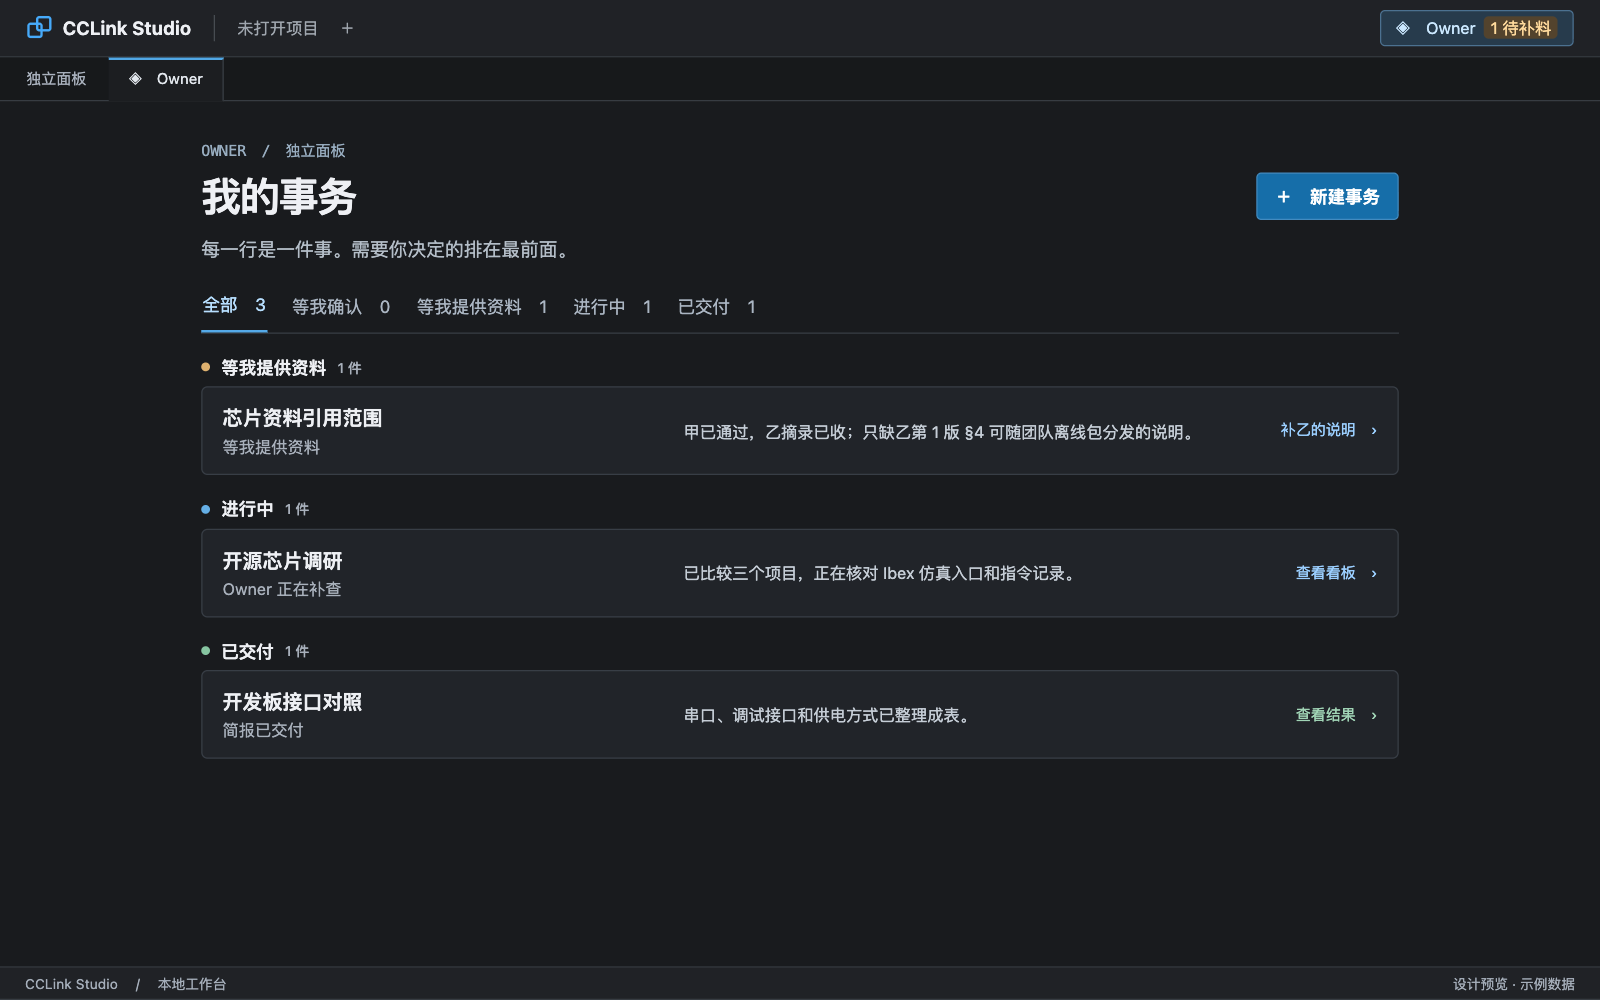 CCLink Studio
未打开项目 +
◈ Owner 1 待补料
独立面板
◈ Owner
OWNER / 独立面板
我的事务
+ 新建事务
每一行是一件事。需要你决定的排在最前面。
全部 3 等我确认 0 等我提供资料 1 进行中 1 已交付 1
等我提供资料 1 件
芯片资料引用范围
等我提供资料
甲已通过，乙摘录已收；只缺乙第 1 版 §4 可随团队离线包分发的说明。
补乙的说明 ›
进行中 1 件
开源芯片调研
Owner 正在补查
已比较三个项目，正在核对 Ibex 仿真入口和指令记录。
查看看板 ›
已交付 1 件
开发板接口对照
简报已交付
串口、调试接口和供电方式已整理成表。
查看结果 ›
CCLink Studio / 本地工作台
设计预览 · 示例数据